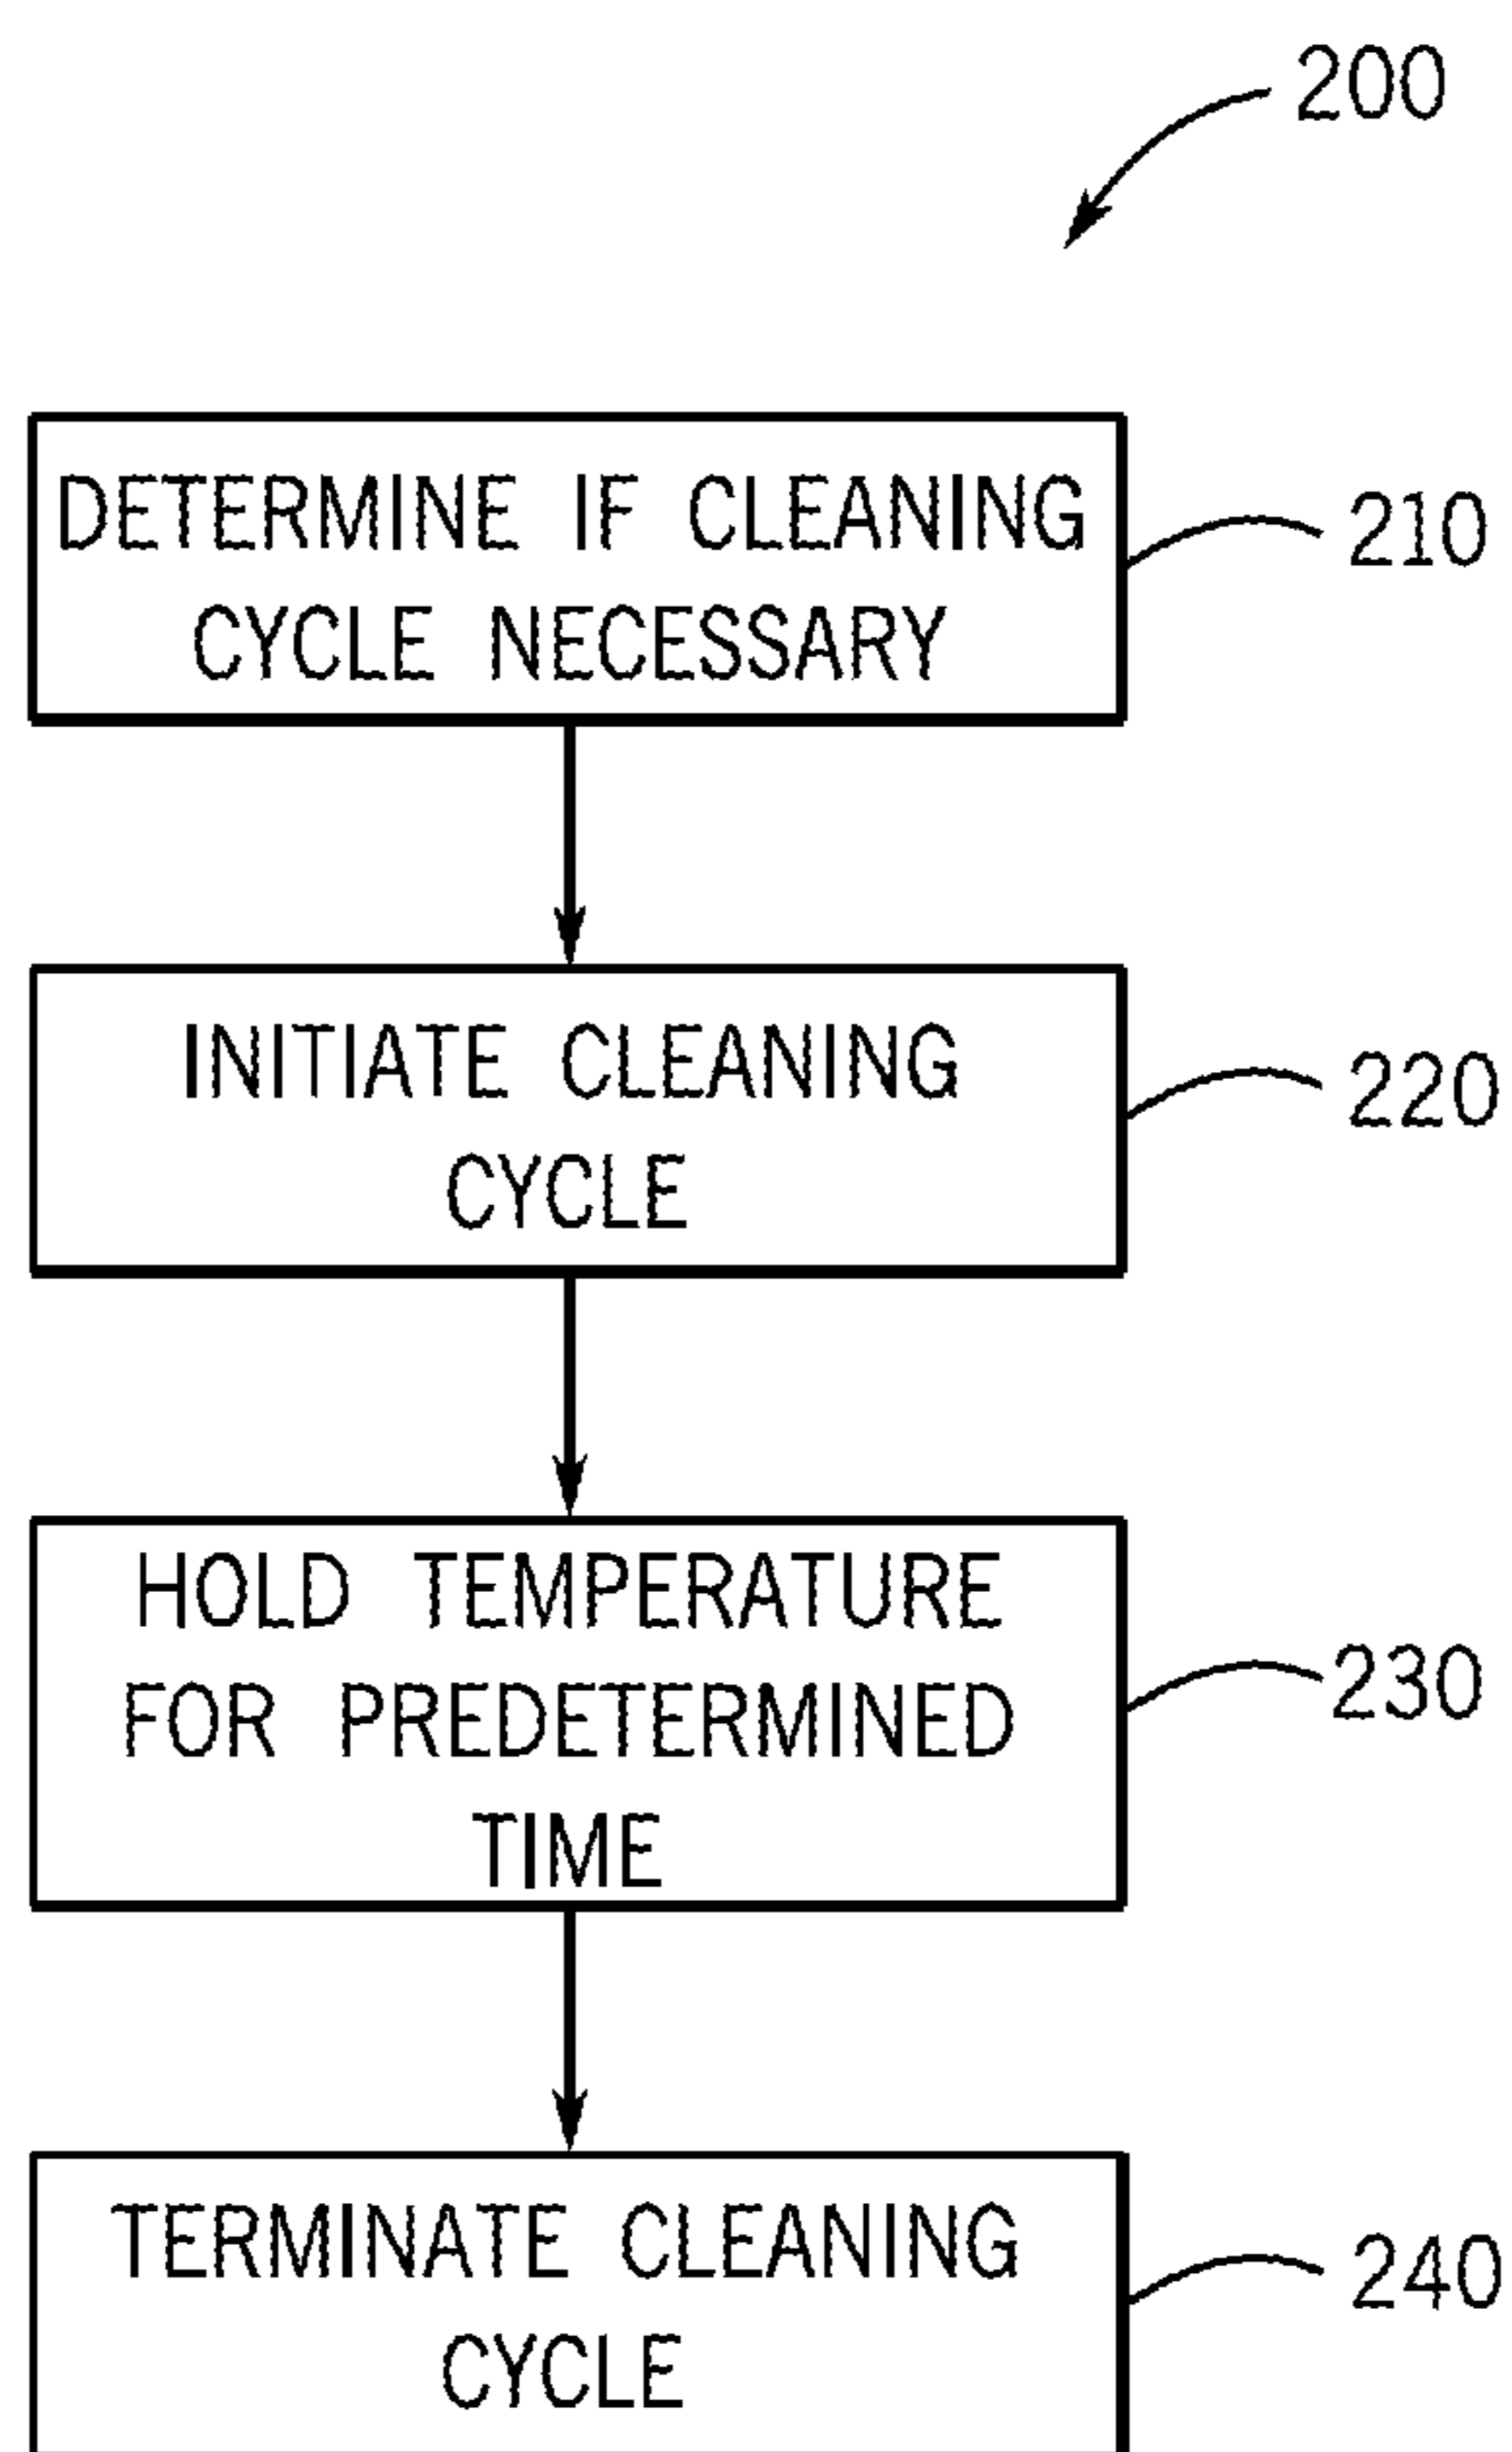 200
DETERMINE IF CLEANING
CYCLE NECESSARY
210
INITIATE CLEANING
CYCLE
220
HOLD TEMPERATURE
FOR PREDETERMINED
TIME
230
TERMINATE CLEANING
CYCLE
240